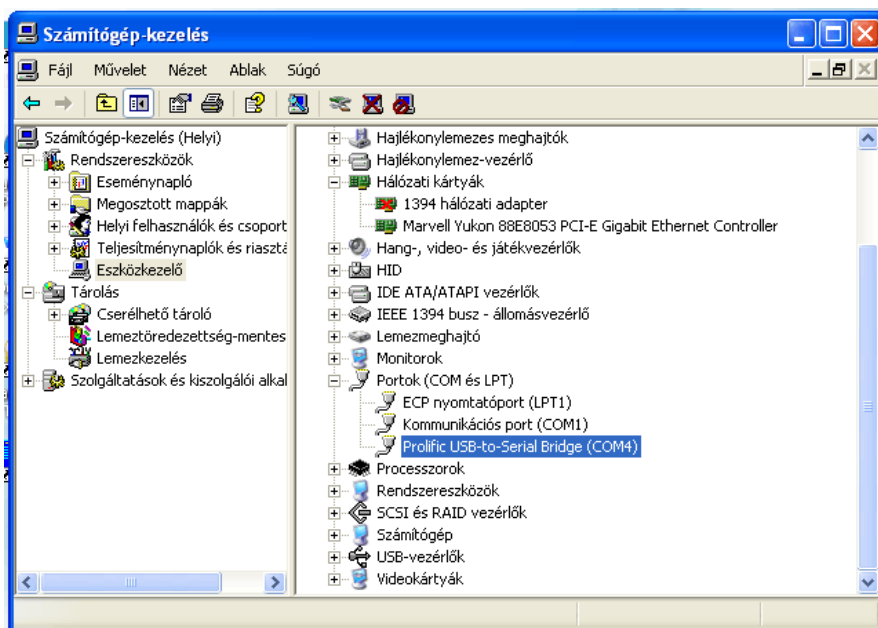 Számítógép-kezelés
Fájl Művelet Nézet Ablak Súgó
Számítógép-kezelés (Helyi)
Rendszereszközök
Eseménynapló
Megosztott mappák
Helyi felhasználók és csoport
Teljesítménynaplók és riasztá
Eszközkezelő
Tárolás
Cserélhető tároló
Lemeztöredezettség-mentes
Lemezkezelés
Szolgáltatások és kiszolgálói alkal
Hajlékonylemezes meghajtók
Hajlékonylemez-vezérlő
Hálózati kártyák
1394 hálózati adapter
Marvell Yukon 88E8053 PCI-E Gigabit Ethernet Controller
Hang-, video- és játékvezérlők
HID
IDE ATA/ATAPI vezérlők
IEEE 1394 busz - állomásvezérlő
Lemezmeghajtó
Monitorok
Portok (COM és LPT)
ECP nyomtatóport (LPT1)
Kommunikációs port (COM1)
Prolific USB-to-Serial Bridge (COM4)
Processzorok
Rendszereszközök
SCSI és RAID vezérlők
Számítógép
USB-vezérlők
Videokártyák